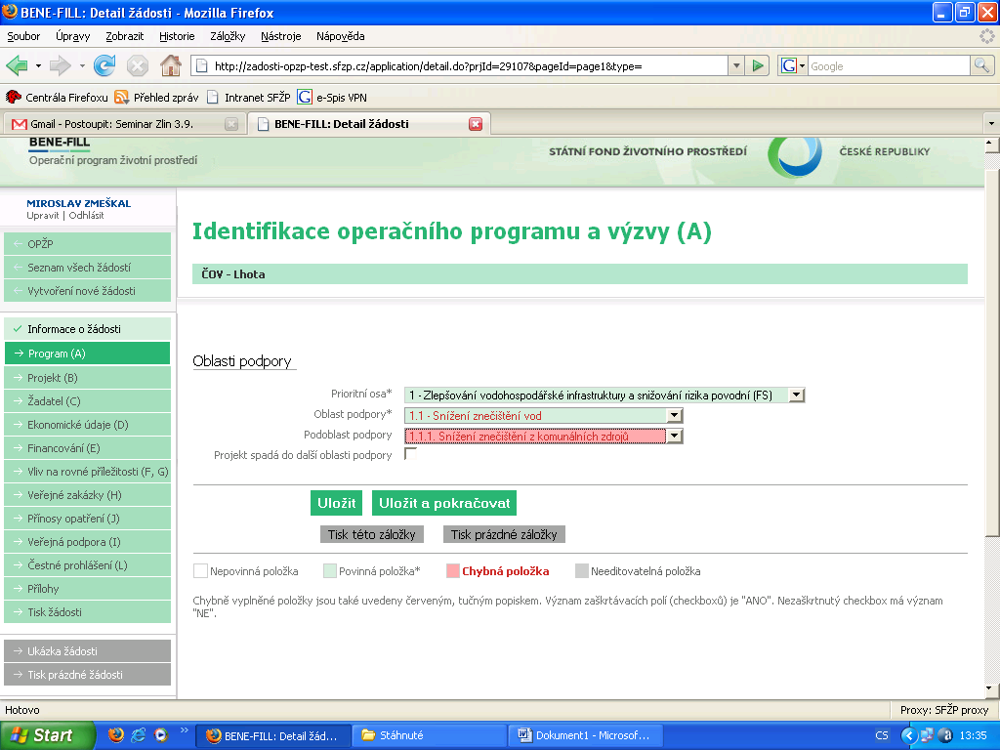 BENE-FILL: Detail žádosti - Mozilla Firefox
Soubor Úpravy Zobrazit Historie Záložky Nástroje Nápověda
http://zadosti-opzp-test.sfzp.cz/application/detail.do?prjId=29107&pageId=page1&type=
G Google
Centrála Firefoxu Přehled zpráv Intranet SFŽP G e-Spis VPN
Gmail - Postoupit: Seminar Zlin 3.9.
BENE-FILL: Detail žádosti
BENE-FILL
Operační program životní prostředí
STÁTNÍ FOND ŽIVOTNÍHO PROSTŘEDÍ
ČESKÉ REPUBLIKY
MIROSLAV ZMEŠKAL
Upravit | Odhlásit
OPŽP
Seznam všech žádostí
Vytvoření nové žádosti
Informace o žádosti
Program (A)
Projekt (B)
Žadatel (C)
Ekonomické údaje (D)
Financování (E)
Vliv na rovné příležitosti (F, G)
Veřejné zakázky (H)
Přínosy opatření (J)
Veřejná podpora (I)
Čestné prohlášení (L)
Přílohy
Tisk žádosti
Ukázka žádosti
Tisk prázdné žádosti
Identifikace operačního programu a výzvy (A)
ČOV - Lhota
Oblasti podpory
Prioritní osa* 1 - Zlepšování vodohospodářské infrastruktury a snižování rizika povodní (FS)
Oblast podpory* 1.1 - Snížení znečištění vod
Podoblast podpory 1.1.1. Snížení znečištění z komunálních zdrojů
Projekt spadá do další oblasti podpory
Uložit Uložit a pokračovat
Tisk této záložky Tisk prázdné záložky
Nepovinná položka Povinná položka* Chybná položka Needitovatelná položka
Chybně vyplněné položky jsou také uvedeny červeným, tučným popiskem. Význam zaškrtávacích polí (checkboxů) je "ANO". Nezaškrtnutý checkbox má význam
"NE".
Hotovo
Proxy: SFŽP proxy
Start
BENE-FILL: Detail žád...
Stáhnuté
Dokument1 - Microsof...
CS
13:35